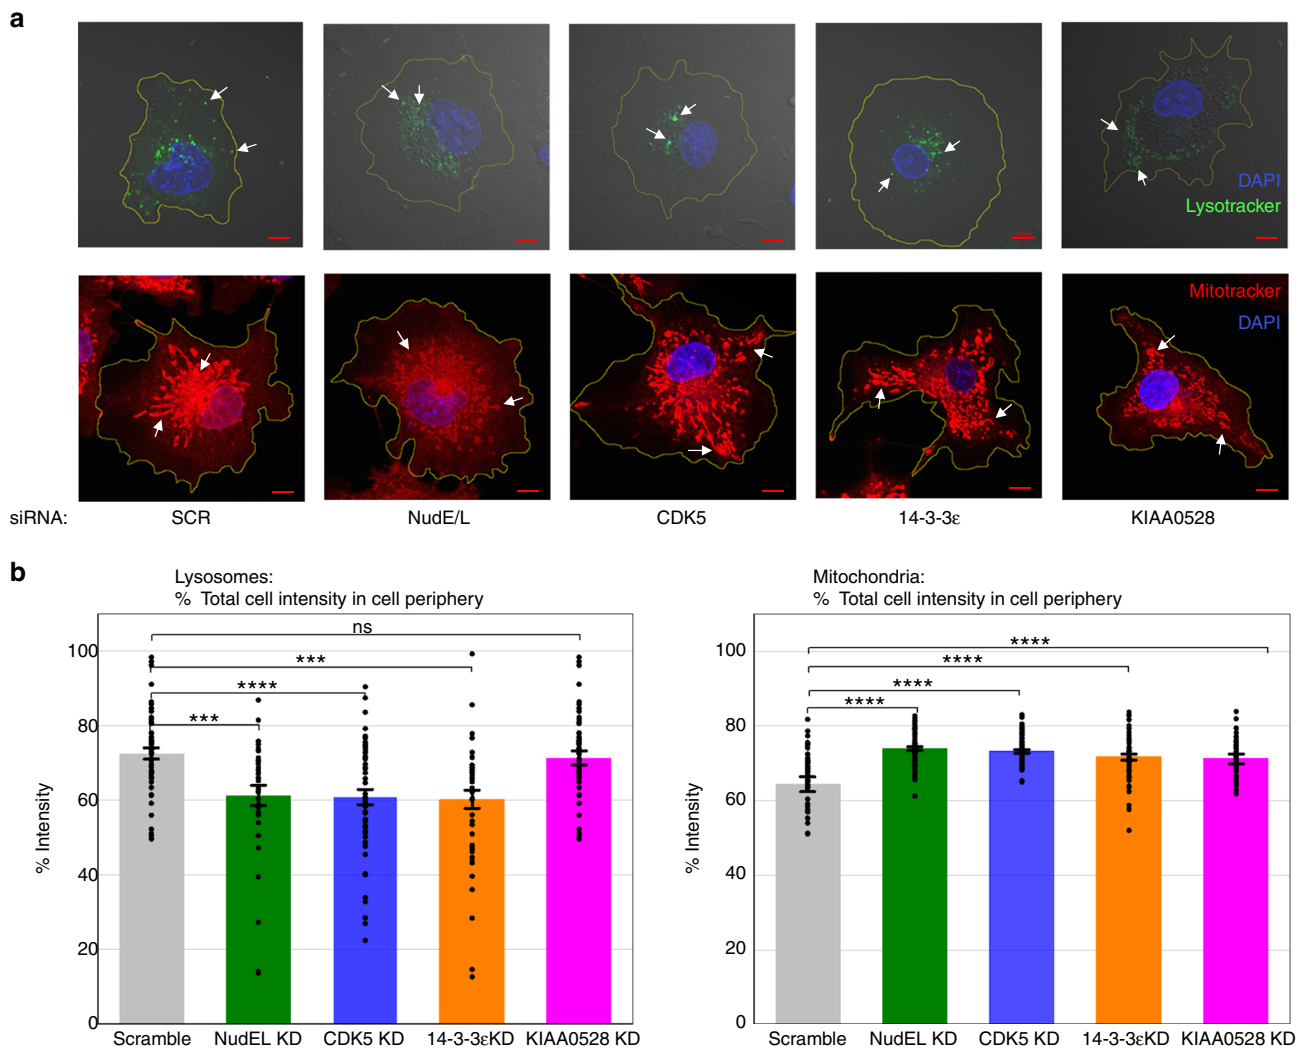 a
DAPI
Lysotracker
Mitotracker
DAPI
siRNA: SCR NudE/L CDK5 14-3-3ε KIAA0528
b
Lysosomes:
% Total cell intensity in cell periphery
ns
***
****
***
% Intensity
100
80
60
40
20
0
Scramble NudEL KD CDK5 KD 14-3-3εKD KIAA0528 KD
Mitochondria:
% Total cell intensity in cell periphery
****
****
****
****
% Intensity
100
80
60
40
20
0
Scramble NudEL KD CDK5 KD 14-3-3εKD KIAA0528 KD